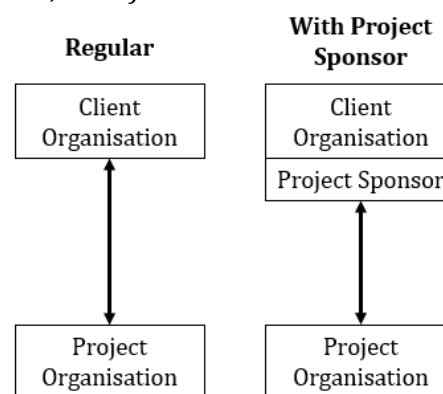 Regular
Client
Organisation
Project
Organisation
With Project
Sponsor
Client
Organisation
Project Sponsor
Project
Organisation